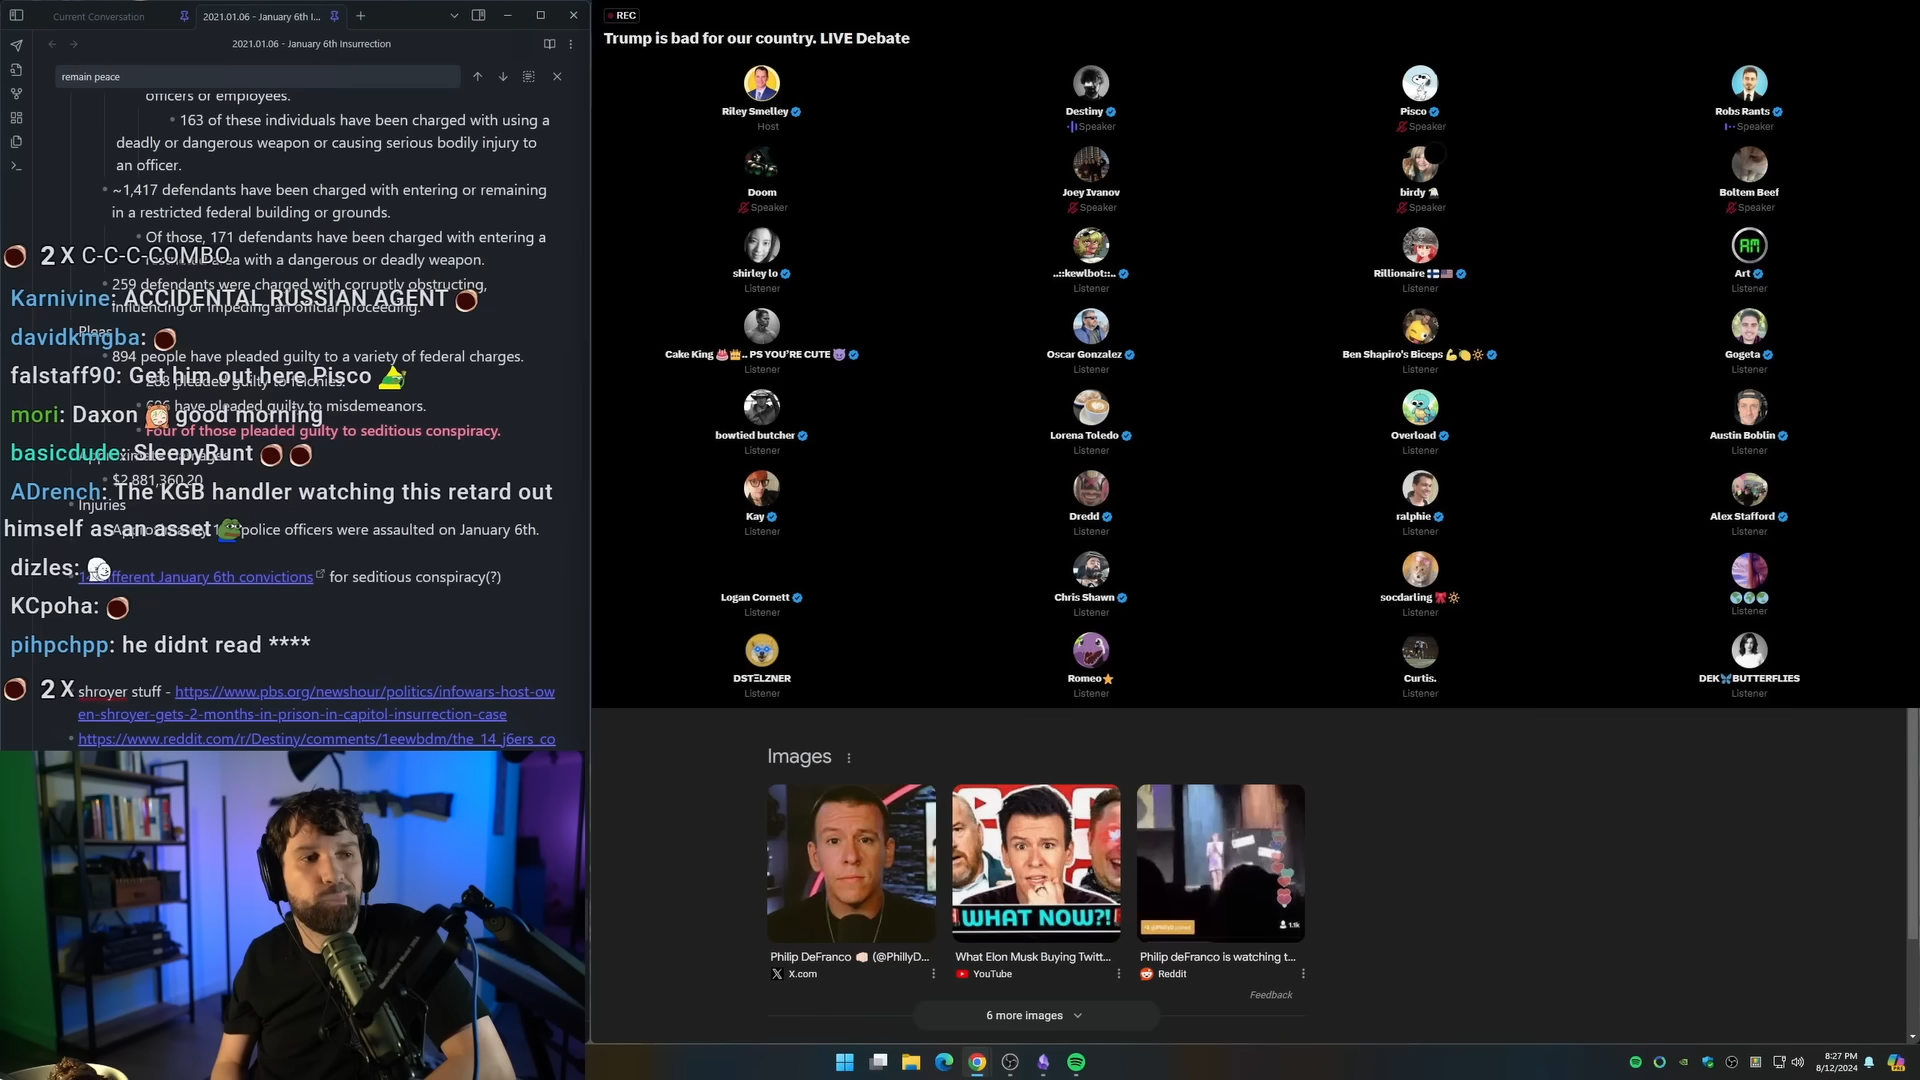 Current Conversation
2021.01.06 - January 6th I...
2021.01.06 - January 6th Insurrection
remain peace
officers or employees.
163 of these individuals have been charged with using a
deadly or dangerous weapon or causing serious bodily injury to
an officer.
~1,417 defendants have been charged with entering or remaining
in a restricted federal building or grounds.
Of those, 171 defendants have been charged with entering a
area with a dangerous or deadly weapon.
259 defendants were charged with corruptly obstructing,
influencing or impeding an official proceeding.
Pleas
894 people have pleaded guilty to a variety of federal charges.
pleaded guilty to felonies.
have pleaded guilty to misdemeanors.
Four of those pleaded guilty to seditious conspiracy.
$2,881,360.20
Injuries
police officers were assaulted on January 6th.
different January 6th convictions for seditious conspiracy(?)
shroyer stuff - https://www.pbs.org/newshour/politics/infowars-host-ow
en-shroyer-gets-2-months-in-prison-in-capitol-insurrection-case
https://www.reddit.com/r/Destiny/comments/1eewbdm/the_14_j6ers_co
2 X C-C-C-COMBO
Karnivine: ACCIDENTAL RUSSIAN AGENT
davidkmgba:
falstaff90: Get him out here Pisco
mori: Daxon good morning
basicdude: SleepyRunt
ADrench: The KGB handler watching this retard out
himself as an asset
dizles:
KCpoha:
pihpchpp: he didnt read ****
2 X
REC
Trump is bad for our country. LIVE Debate
Riley Smelley
Host
Destiny
Speaker
Pisco
Speaker
Robs Rants
Speaker
Doom
Speaker
Joey Ivanov
Speaker
birdy
Speaker
Boltem Beef
Speaker
shirley lo
Listener
..::kewlbot::..
Listener
Rillionaire
Listener
AM
Art
Listener
Cake King 🎂👑.. PS YOU'RE CUTE 😈
Listener
Oscar Gonzalez
Listener
Ben Shapiro's Biceps 💪🍋🔆
Listener
Gogeta
Listener
bowtied butcher
Listener
Lorena Toledo
Listener
Overload
Listener
Austin Boblin
Listener
Kay
Listener
Dredd
Listener
ralphie
Listener
Alex Stafford
Listener
Logan Cornett
Listener
Chris Shawn
Listener
socdarling
Listener
Listener
DSTΞLZNER
Listener
Romeo⭐
Listener
Curtis.
Listener
DEK🦋BUTTERFLIES
Listener
Images
WHAT NOW?!
1.1k
Philip DeFranco (@PhillyD...
X.com
What Elon Musk Buying Twitt...
YouTube
Philip deFranco is watching t...
Reddit
Feedback
6 more images
8:27 PM
8/12/2024